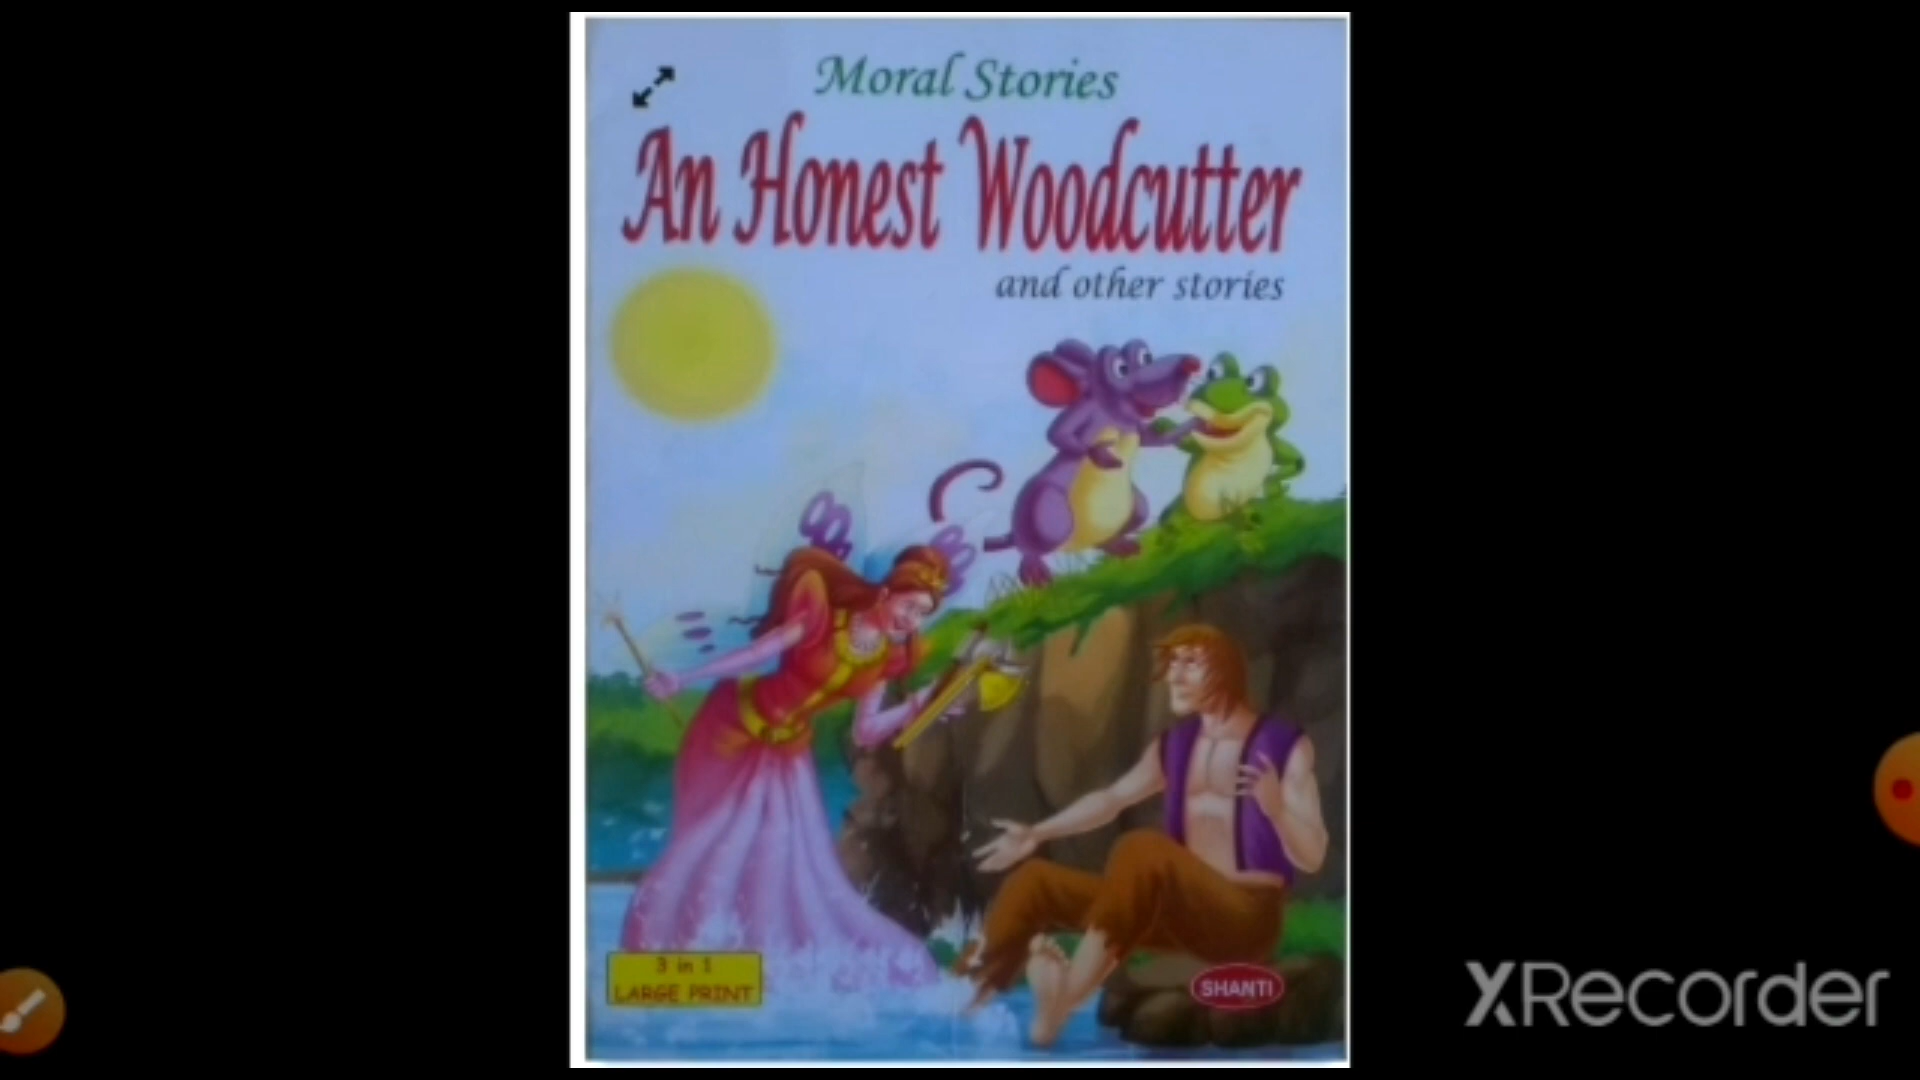 Moral Stories
An Honest Woodcutter
and other stories
3 in 1
LARGE PRINT
SHANTI
XRecorder